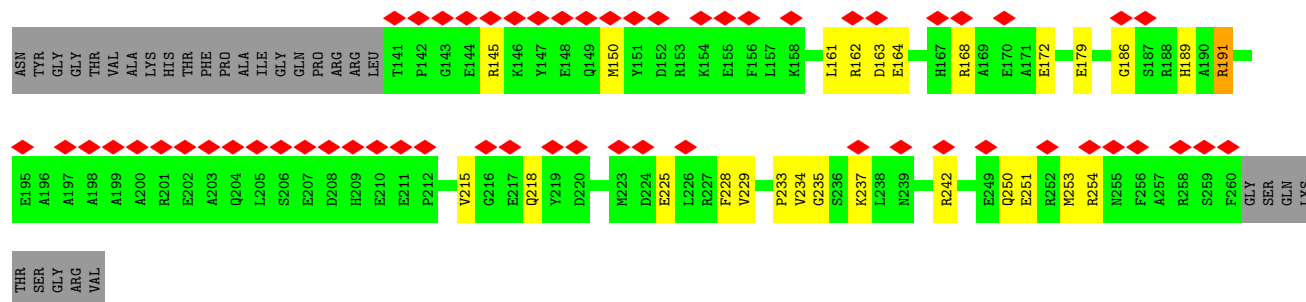 ASN TYR GLY GLY THR VAL ALA LYS HIS THR PHE PRO ALA ILE GLY GLN PRO ARG ARG LEU T141 P142 G143 E144 R145 K146 Y147 E148 Q149 M150 Y151 D152 R153 K154 E155 F156 L157 K158 L161 R162 D163 E164 H167 R168 A169 E170 A171 E172 E179 G186 S187 R188 H189 A190 R191
E195 A196 A197 A198 A199 A200 R201 E202 A203 Q204 L205 S206 E207 D208 H209 E210 E211 P212 V215 G216 E217 Q218 Y219 D220 M223 D224 E225 L226 R227 F228 V229 P233 V234 G235 S236 K237 L238 N239 R242 E249 Q250 E251 R252 M253 R254 N255 F256 A257 R258 S259 F260 GLY SER GLN LYS
THR SER GLY ARG VAL